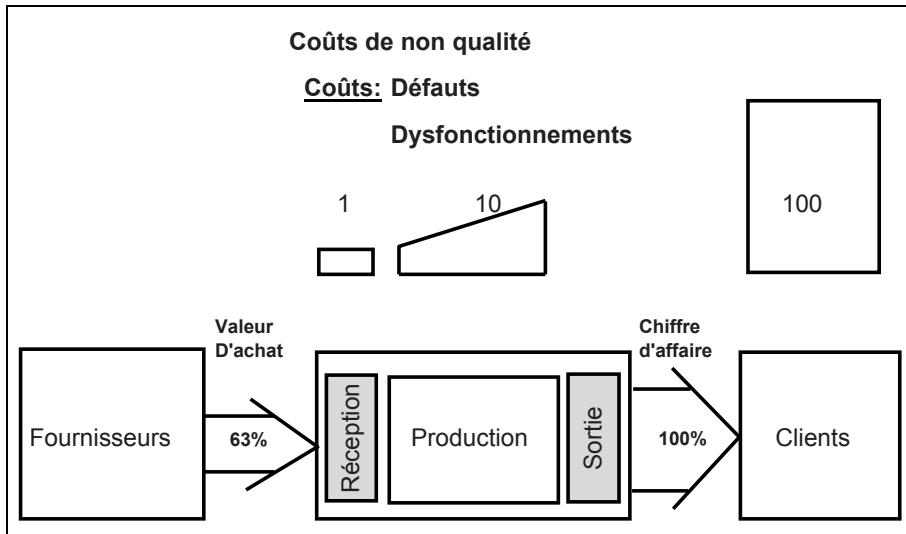 Coûts de non qualité
Coûts: Défauts
Dysfonctionnements
1
10
100
Valeur
D'achat
Chiffre
d'affaire
Fournisseurs
63%
Réception
Production
Sortie
100%
Clients